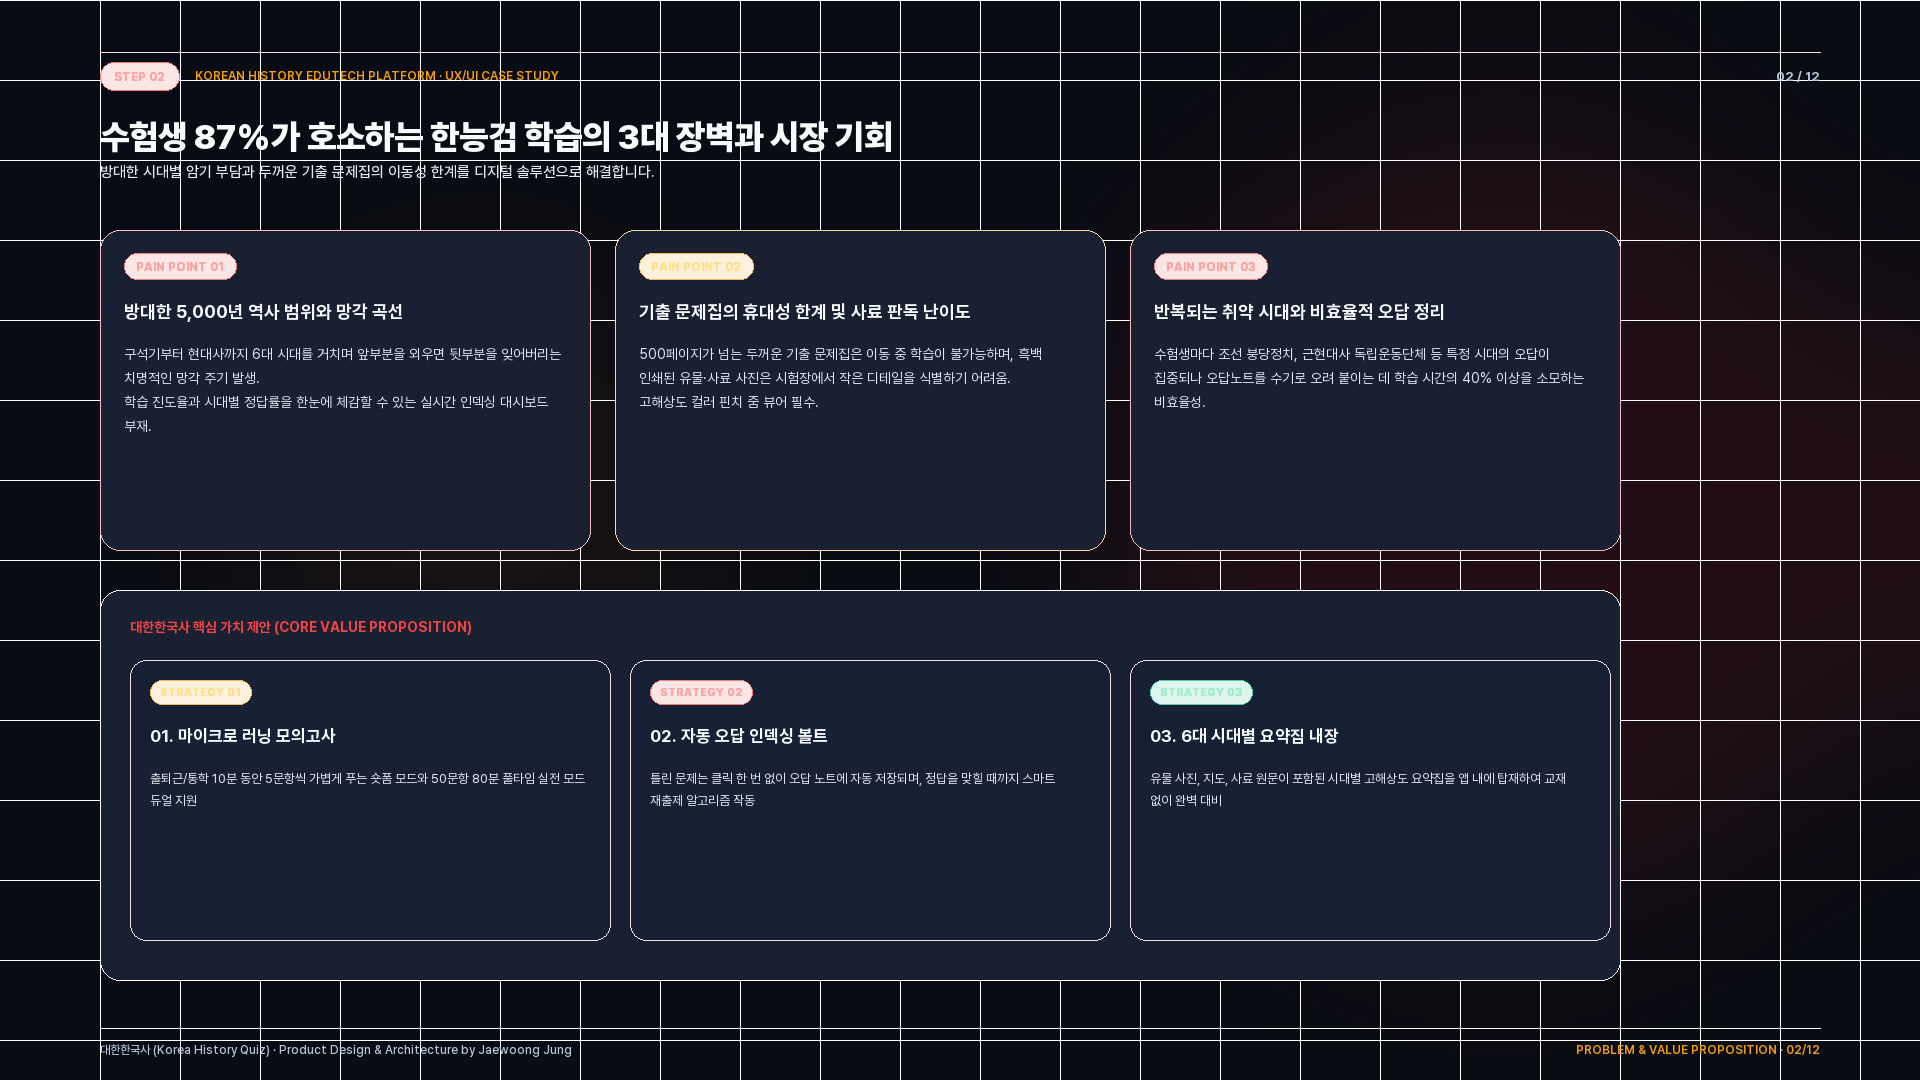 STEP 02
KOREAN HISTORY EDUTECH PLATFORM · UX/UI CASE STUDY
02 / 12
수험생 87%가 호소하는 한능검 학습의 3대 장벽과 시장 기회
방대한 시대별 암기 부담과 두꺼운 기출 문제집의 이동성 한계를 디지털 솔루션으로 해결합니다.
PAIN POINT 01
방대한 5,000년 역사 범위와 망각 곡선
구석기부터 현대사까지 6대 시대를 거치며 앞부분을 외우면 뒷부분을 잊어버리는
치명적인 망각 주기 발생.
학습 진도율과 시대별 정답률을 한눈에 체감할 수 있는 실시간 인덱싱 대시보드
부재.
PAIN POINT 02
기출 문제집의 휴대성 한계 및 사료 판독 난이도
500페이지가 넘는 두꺼운 기출 문제집은 이동 중 학습이 불가능하며, 흑백
인쇄된 유물·사료 사진은 시험장에서 작은 디테일을 식별하기 어려움.
고해상도 컬러 핀치 줌 뷰어 필수.
PAIN POINT 03
반복되는 취약 시대와 비효율적 오답 정리
수험생마다 조선 붕당정치, 근현대사 독립운동단체 등 특정 시대의 오답이
집중되나 오답노트를 수기로 오려 붙이는 데 학습 시간의 40% 이상을 소모하는
비효율성.
대한한국사 핵심 가치 제안 (CORE VALUE PROPOSITION)
STRATEGY 01
01. 마이크로 러닝 모의고사
출퇴근/통학 10분 동안 5문항씩 가볍게 푸는 숏폼 모드와 50문항 80분 풀타임 실전 모드
듀얼 지원
STRATEGY 02
02. 자동 오답 인덱싱 볼트
틀린 문제는 클릭 한 번 없이 오답 노트에 자동 저장되며, 정답을 맞힐 때까지 스마트
재출제 알고리즘 작동
STRATEGY 03
03. 6대 시대별 요약집 내장
유물 사진, 지도, 사료 원문이 포함된 시대별 고해상도 요약집을 앱 내에 탑재하여 교재
없이 완벽 대비
대한한국사 (Korea History Quiz) · Product Design & Architecture by Jaewoong Jung
PROBLEM & VALUE PROPOSITION · 02/12